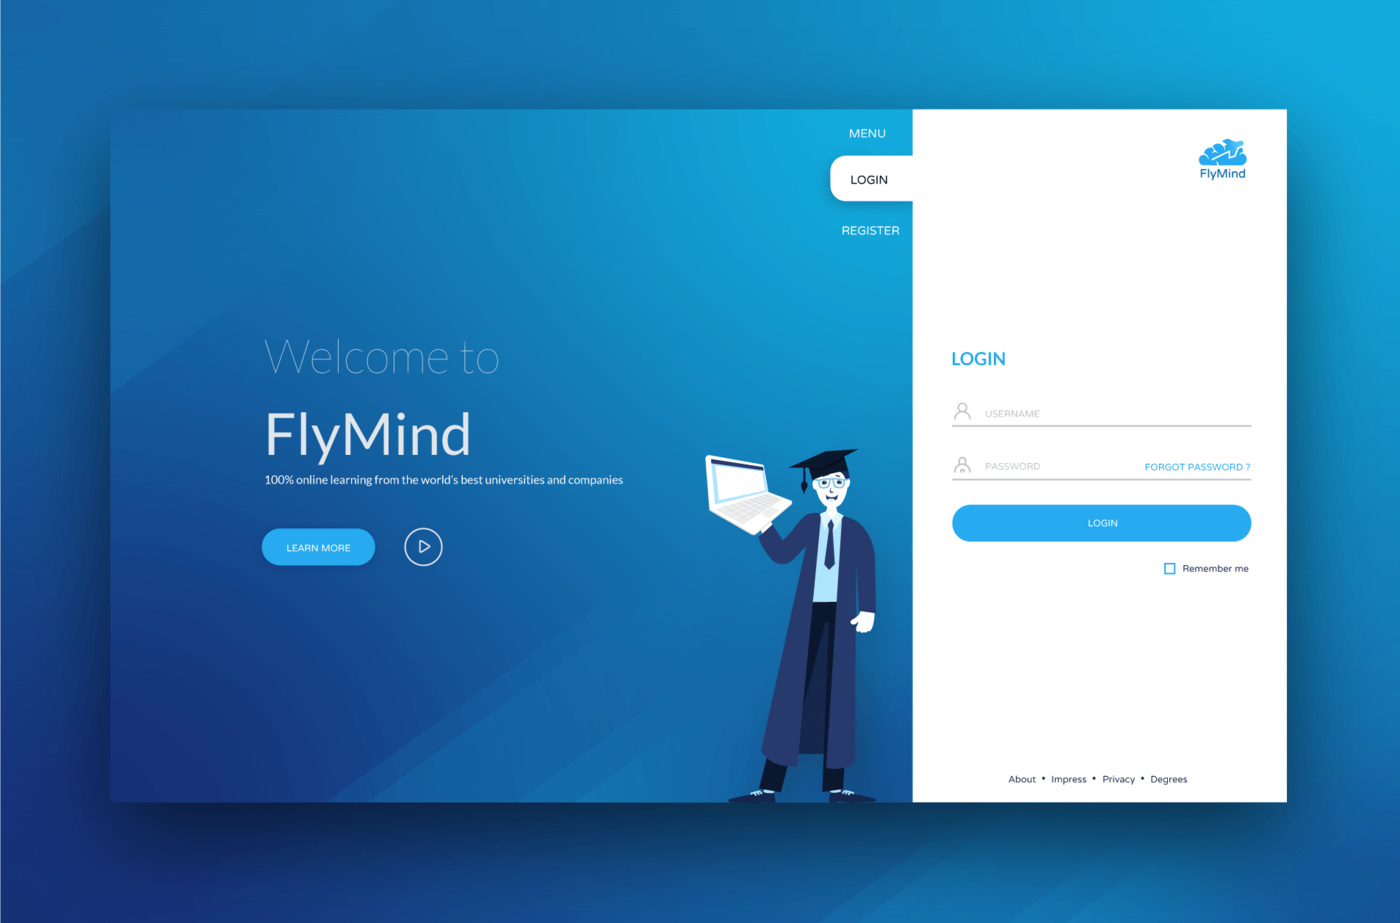 MENU
LOGIN
REGISTER
FlyMind
Welcome to
FlyMind
100% online learning from the world's best universities and companies
LEARN MORE
LOGIN
USERNAME
PASSWORD FORGOT PASSWORD ?
LOGIN
Remember me
About • Impress • Privacy • Degrees